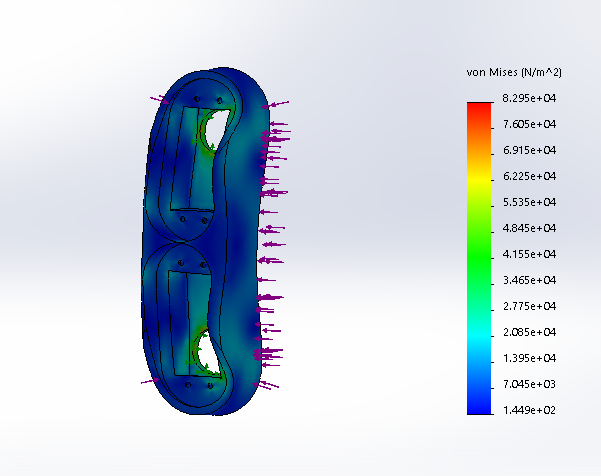 von Mises (N/m^2)
8.295e+04
7.605e+04
6.915e+04
6.225e+04
5.535e+04
4.845e+04
4.155e+04
3.465e+04
2.775e+04
2.085e+04
1.395e+04
7.045e+03
1.449e+02